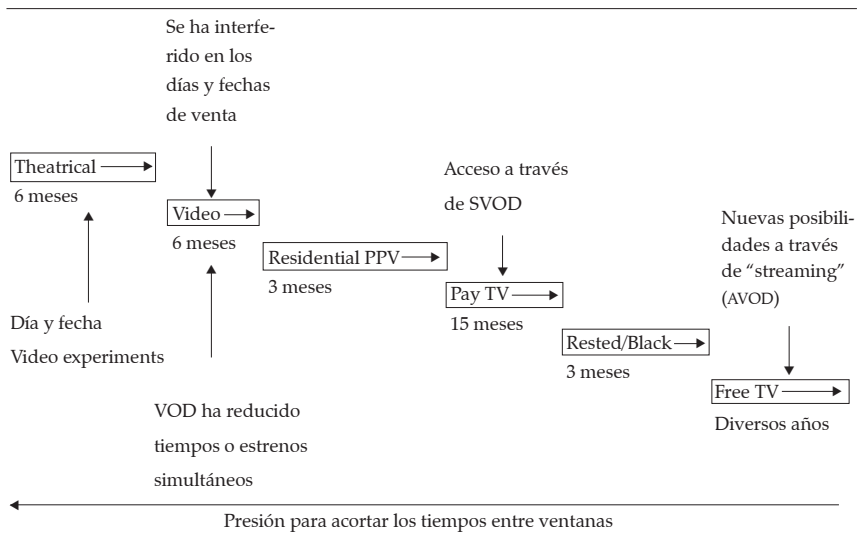 Se ha interfe-
rido en los
días y fechas
de venta
Theatrical
6 meses
Acceso a través
de SVOD
Video
6 meses
Nuevas posibili-
dades a través
de “streaming”
(AVOD)
Residential PPV
3 meses
Pay TV
15 meses
Día y fecha
Video experiments
Rested/Black
3 meses
Free TV
Diversos años
VOD ha reducido
tiempos o estrenos
simultáneos
Presión para acortar los tiempos entre ventanas